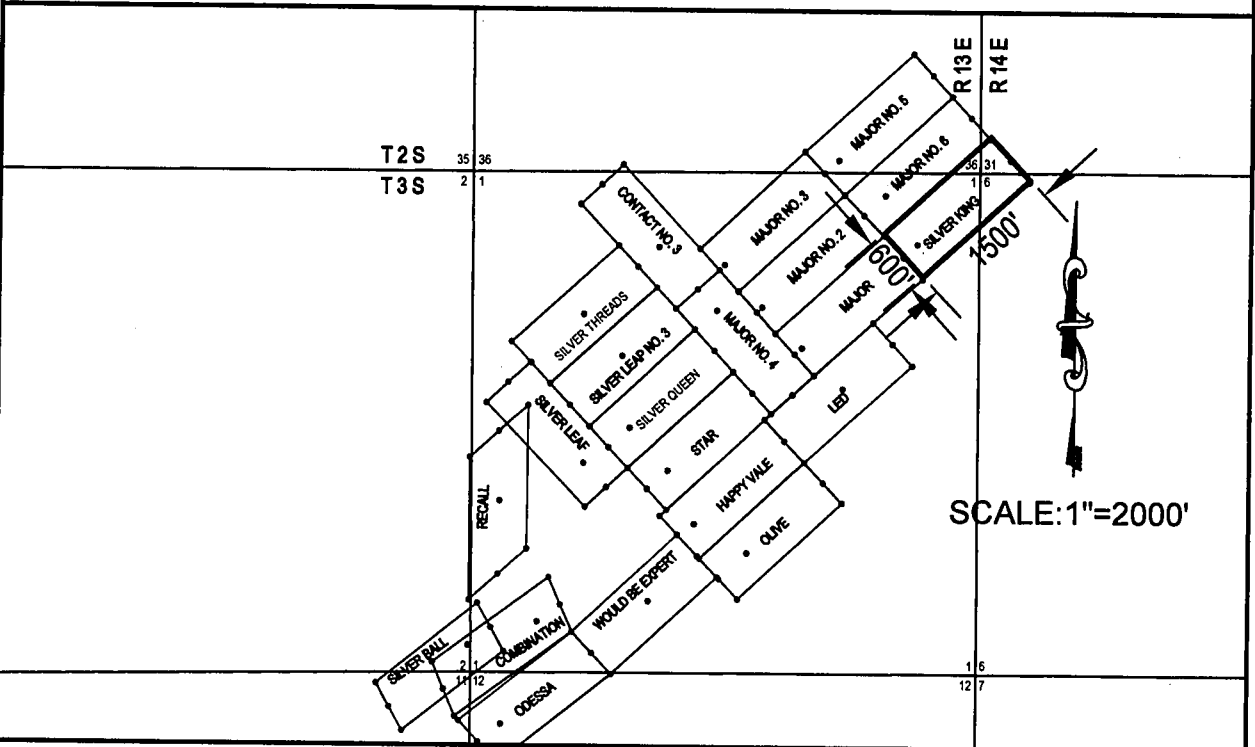 R 13 E
R 14 E
T 2 S
35 36
T 3 S
2 1
36 31
1 6
MAJOR NO. 5
MAJOR NO. 6
CONTACT NO. 3
MAJOR NO. 3
SILVER KING
1500'
MAJOR NO. 2
600'
MAJOR
SILVER THREADS
MAJOR NO. 4
SILVER LEAP NO. 3
SILVER QUEEN
LED
SILVER LEAF
STAR
HAPPY VALE
RECALL
OLIVE
SCALE:1"=2000'
WOULD BE EXPERT
COMBINATION
SILVER BALL
2 1
11 12
1 6
12 7
ODESSA